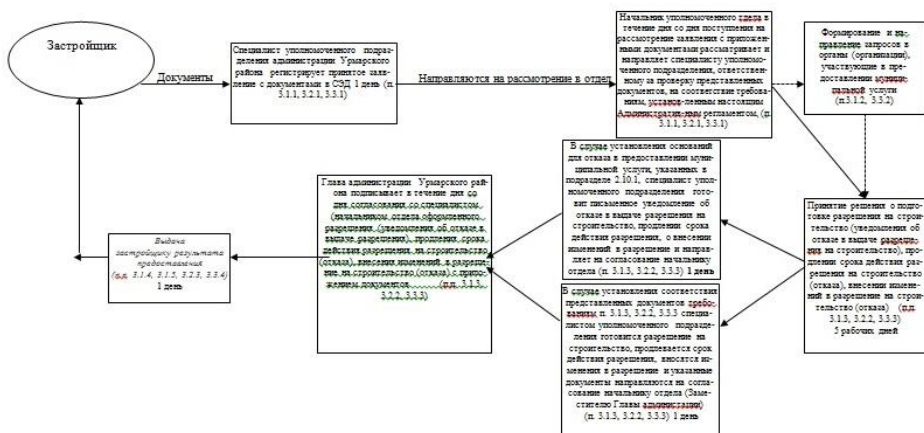 Застройщик
Документы
Специалист уполномоченного подраз-
деления администрации Урмарского
района регистрирует принятое заяв-
ление с документами в СЭД 1 день (п.
3.1.1, 3.2.1, 3.3.1)
Направляются на рассмотрение в отдел
Начальник уполномоченного тдела в
течение дня со дня поступления на
рассмотрение заявления с приложен-
ными документами рассматривает и
направляет специалисту уполномо-
ченного подразделения, ответствен-
ному за проверку представленных
документов, на соответствие требова-
ниям, установ-ленным настоящим
Административ-ным регламентом, (п.
3.1.1, 3.2.1, 3.3.1)
Формирование и нас-
правление запросов в
органы (организации),
участвующие в пре-
доставлении муници-
пальной услуги
(п.3.1.2, 3.3.2)
В случае установления оснований
для отказа в предоставлении муни-
ципальной услуги, указанных в
подразделе 2.10.1, специалист упол-
номоченного подразделения гото-
вит письменное уведомление об
отказе в выдаче разрешения на
строительство, продлении срока
действия разрешения, о внесении
изменений в разрешение и направ-
ляет на согласование начальнику
отдела (п. 3.1.3, 3.2.2, 3.3.3) 1 день
Принятие решения о подго-
товке разрешения на строи-
тельство (уведомления об
отказе в выдаче разреше-
ния на строительство), про-
длении срока действия раз-
решения на строительство
(отказа), внесении измене-
ний в разрешение на строи-
тельство (отказа) (п.п.
3.1.3, 3.2.2, 3.3.3)
5 рабочих дней
Глава администрации Урмарского рай-
она подписывает в течение дня со
дня согласования со специалистом
(начальником отдела оформленного
разрешения (уведомления об отказе в
выдаче разрешения), продления срока
действия разрешения на строительство
(отказа), внесения изменений в разреше-
ние на строительство (отказа) с прило-
жением документов (п.п. 3.1.3,
3.2.2, 3.3.3)
Выдача
застройщику результата
предоставления
(п.п. 3.1.4, 3.1.5, 3.2.3, 3.3.4)
1 день
В случае установления соответствия
представленных документов требо-
ваниям п. 3.1.3, 3.2.2, 3.3.3 специа-
листом уполномоченного подразде-
ления готовится разрешение на
строительство, продлевается срок
действия разрешения, вносятся из-
менения в разрешение и указанные
документы направляются на согла-
сование начальнику отдела (Заме-
стителю Главы администрации)
(п. 3.1.3, 3.2.2, 3.3.3) 1 день